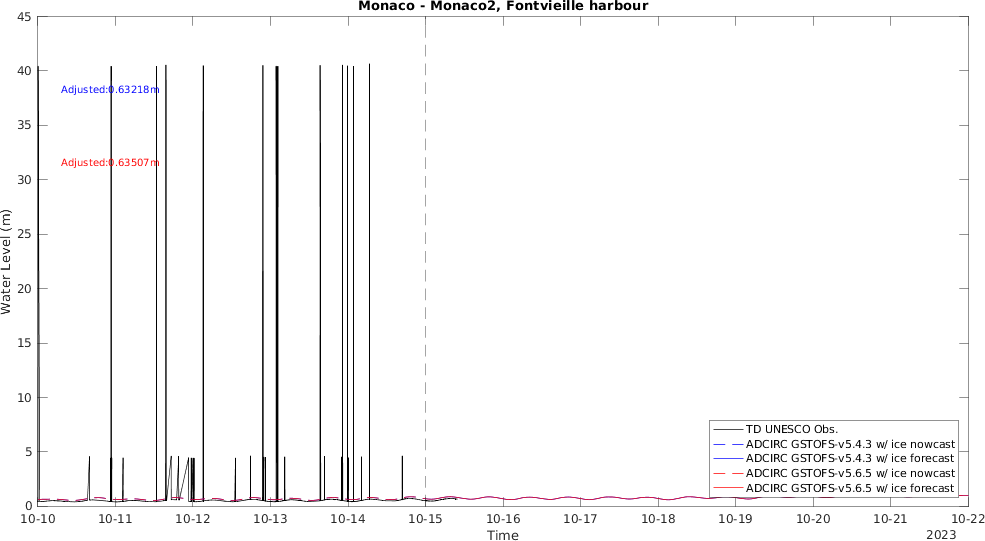 Monaco - Monaco2, Fontvieille harbour
45
40
35
30
25
20
15
10
5
0
Water Level (m)
Adjusted:0.63218m
Adjusted:0.63507m
TD UNESCO Obs.
ADCIRC GSTOFS-v5.4.3 w/ ice nowcast
ADCIRC GSTOFS-v5.4.3 w/ ice forecast
ADCIRC GSTOFS-v5.6.5 w/ ice nowcast
ADCIRC GSTOFS-v5.6.5 w/ ice forecast
10-10 10-11 10-12 10-13 10-14 10-15 10-16 10-17 10-18 10-19 10-20 10-21 10-22
Time
2023